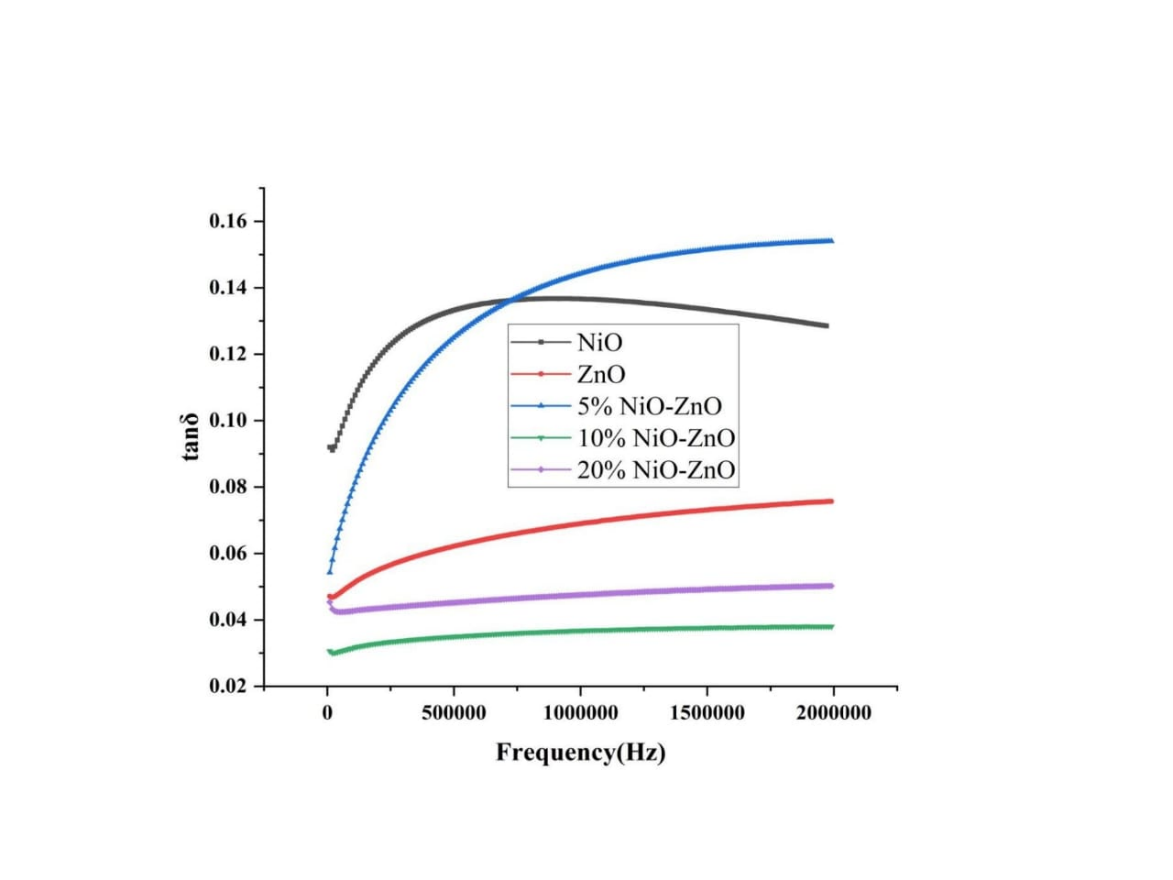 0.16
0.14
0.12
0.10
0.08
0.06
0.04
0.02
tanδ
NiO
ZnO
5% NiO-ZnO
10% NiO-ZnO
20% NiO-ZnO
0 500000 1000000 1500000 2000000
Frequency(Hz)